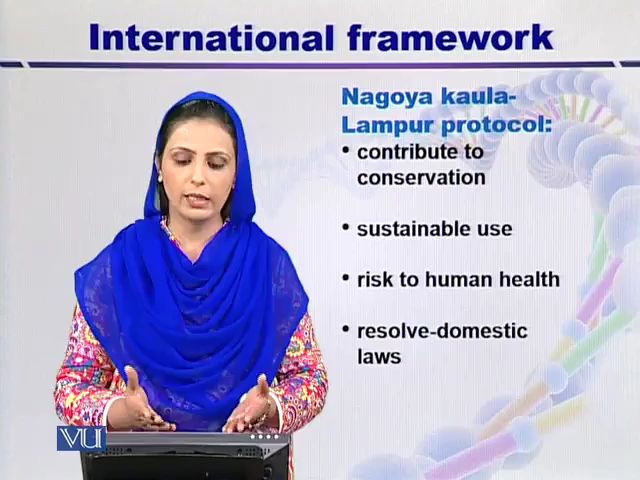 International framework
Nagoya kaula-
Lampur protocol:
• contribute to
conservation
• sustainable use
• risk to human health
• resolve-domestic
laws
VU